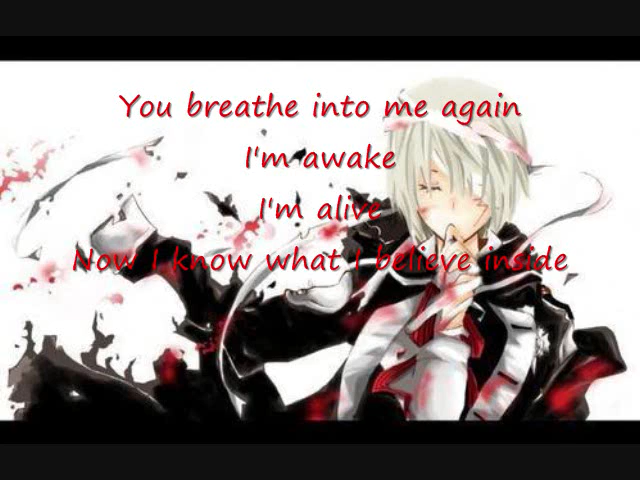 You breathe into me again
I'm awake
I'm alive
Now I know what I believe inside